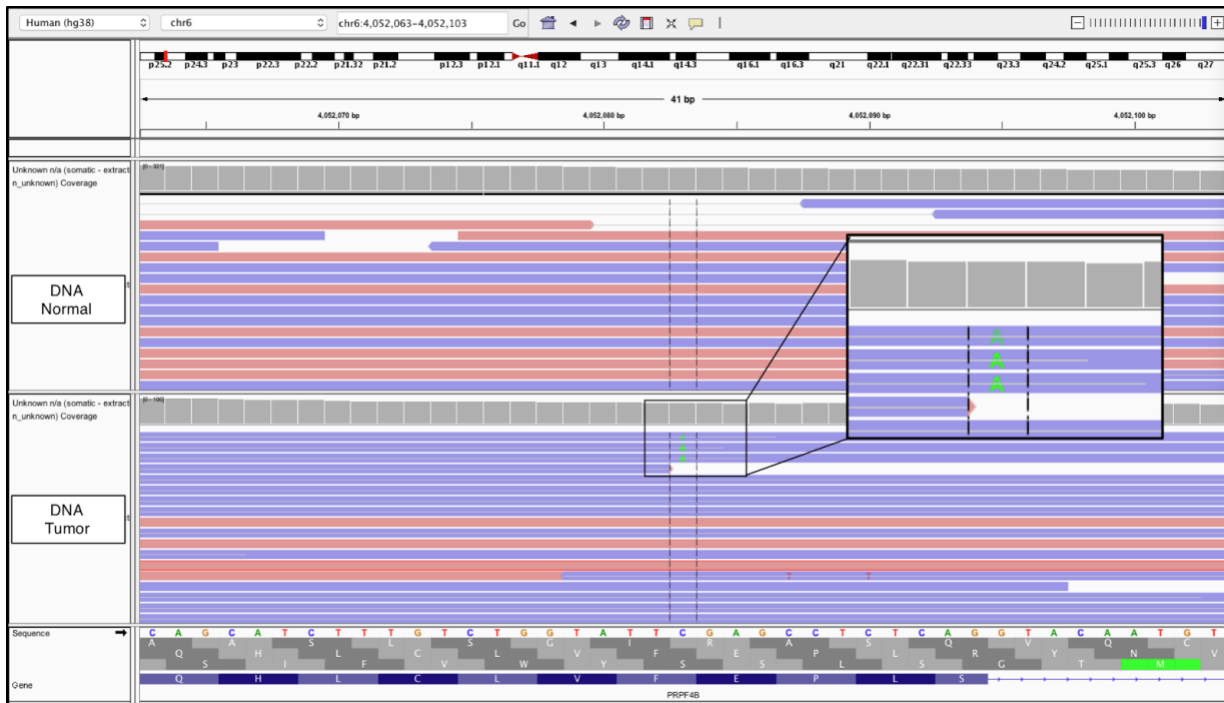 Human (hg38) chr6 chr6:4,052,063-4,052,103 Go
p25.2 p24.3 p23 p22.3 p22.2 p21.32 p21.2 p12.3 p12.1 q11.1 q12 q13 q14.1 q14.3 q16.1 q16.3 q21 q22.1 q22.31 q22.33 q23.3 q24.2 q25.1 q25.3 q26 q27
41 bp
4,052,070 bp 4,052,080 bp 4,052,090 bp 4,052,100 bp
Unknown n/a (somatic - extract
n_unknown) Coverage
[0 - 321]
DNA
Normal
A
A
A
Unknown n/a (somatic - extract
n_unknown) Coverage
A
A
A
DNA
Tumor
T T
Sequence C A G C A T C T T T G T C T G G T A T T C G A G C C T C T C A G G T A C A A T G T
A A S L S G I R A S Q V Q C
Q H L C L V F E P L R Y N V
S I F V W Y S S L S G T M
Gene Q H L C L V F E P L S
PRPF4B